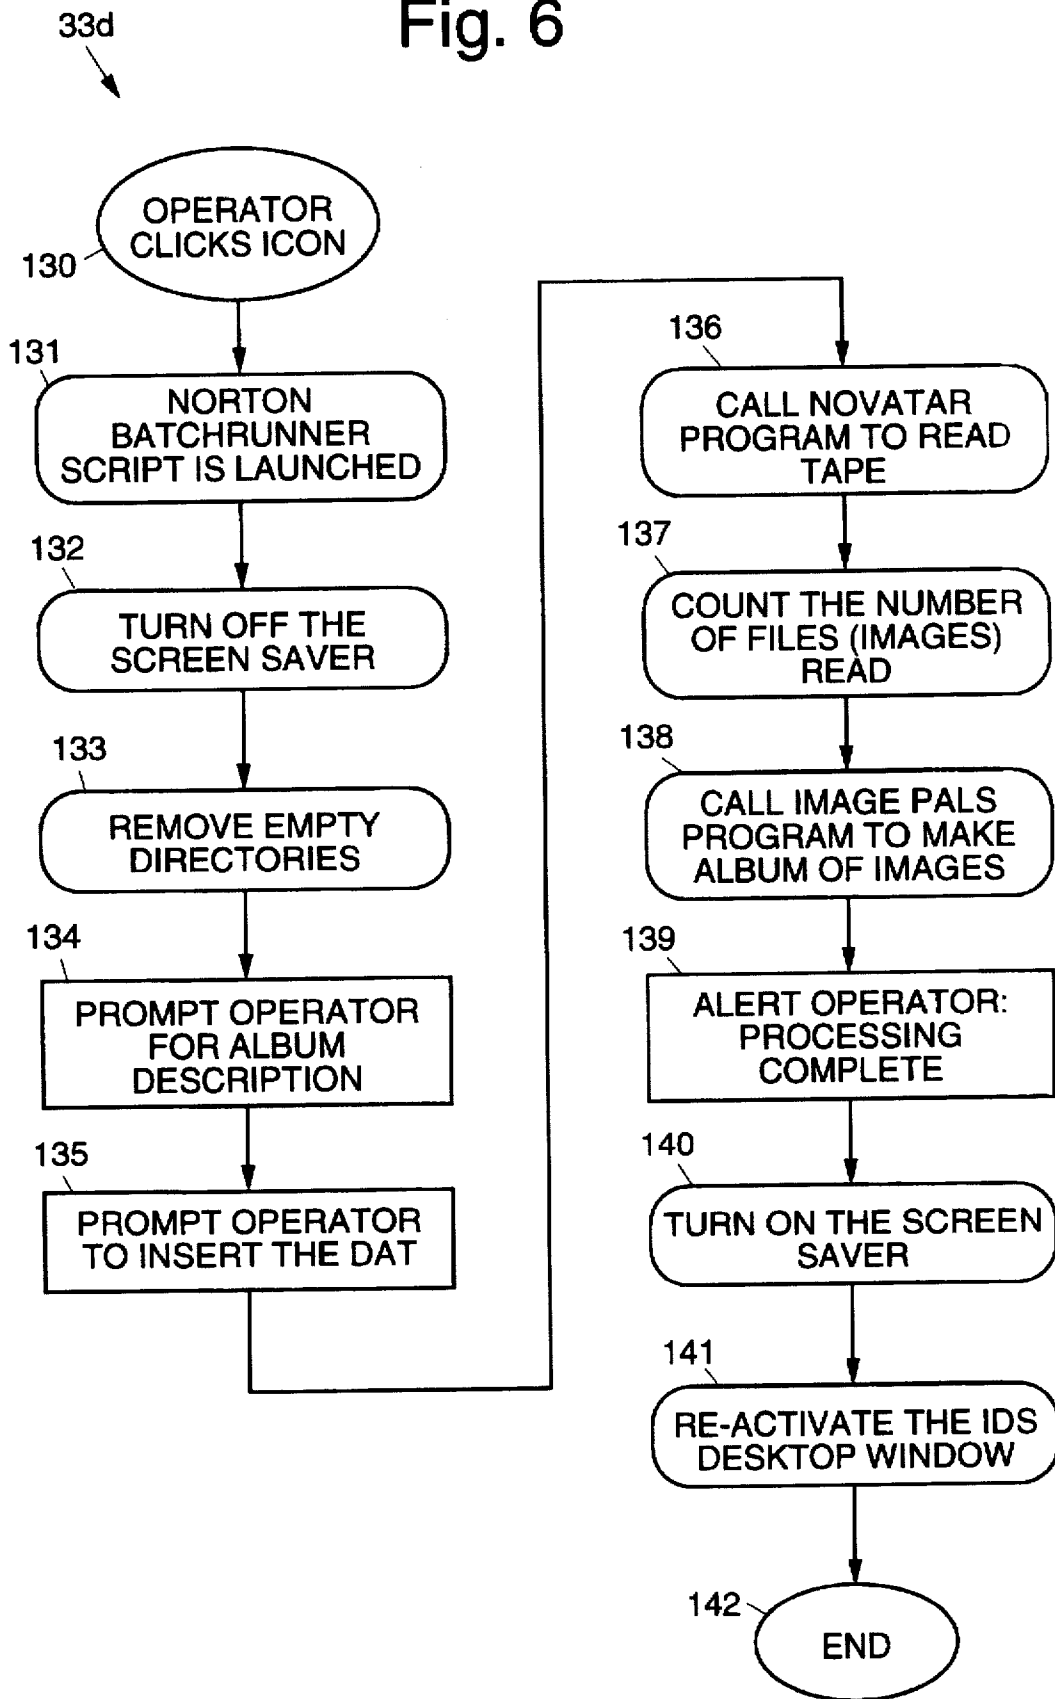 Fig. 6
33d
OPERATOR
CLICKS ICON
130
131
NORTON
BATCHRUNNER
SCRIPT IS LAUNCHED
132
TURN OFF THE
SCREEN SAVER
133
REMOVE EMPTY
DIRECTORIES
134
PROMPT OPERATOR
FOR ALBUM
DESCRIPTION
135
PROMPT OPERATOR
TO INSERT THE DAT
136
CALL NOVATAR
PROGRAM TO READ
TAPE
137
COUNT THE NUMBER
OF FILES (IMAGES)
READ
138
CALL IMAGE PALS
PROGRAM TO MAKE
ALBUM OF IMAGES
139
ALERT OPERATOR:
PROCESSING
COMPLETE
140
TURN ON THE SCREEN
SAVER
141
RE-ACTIVATE THE IDS
DESKTOP WINDOW
142
END